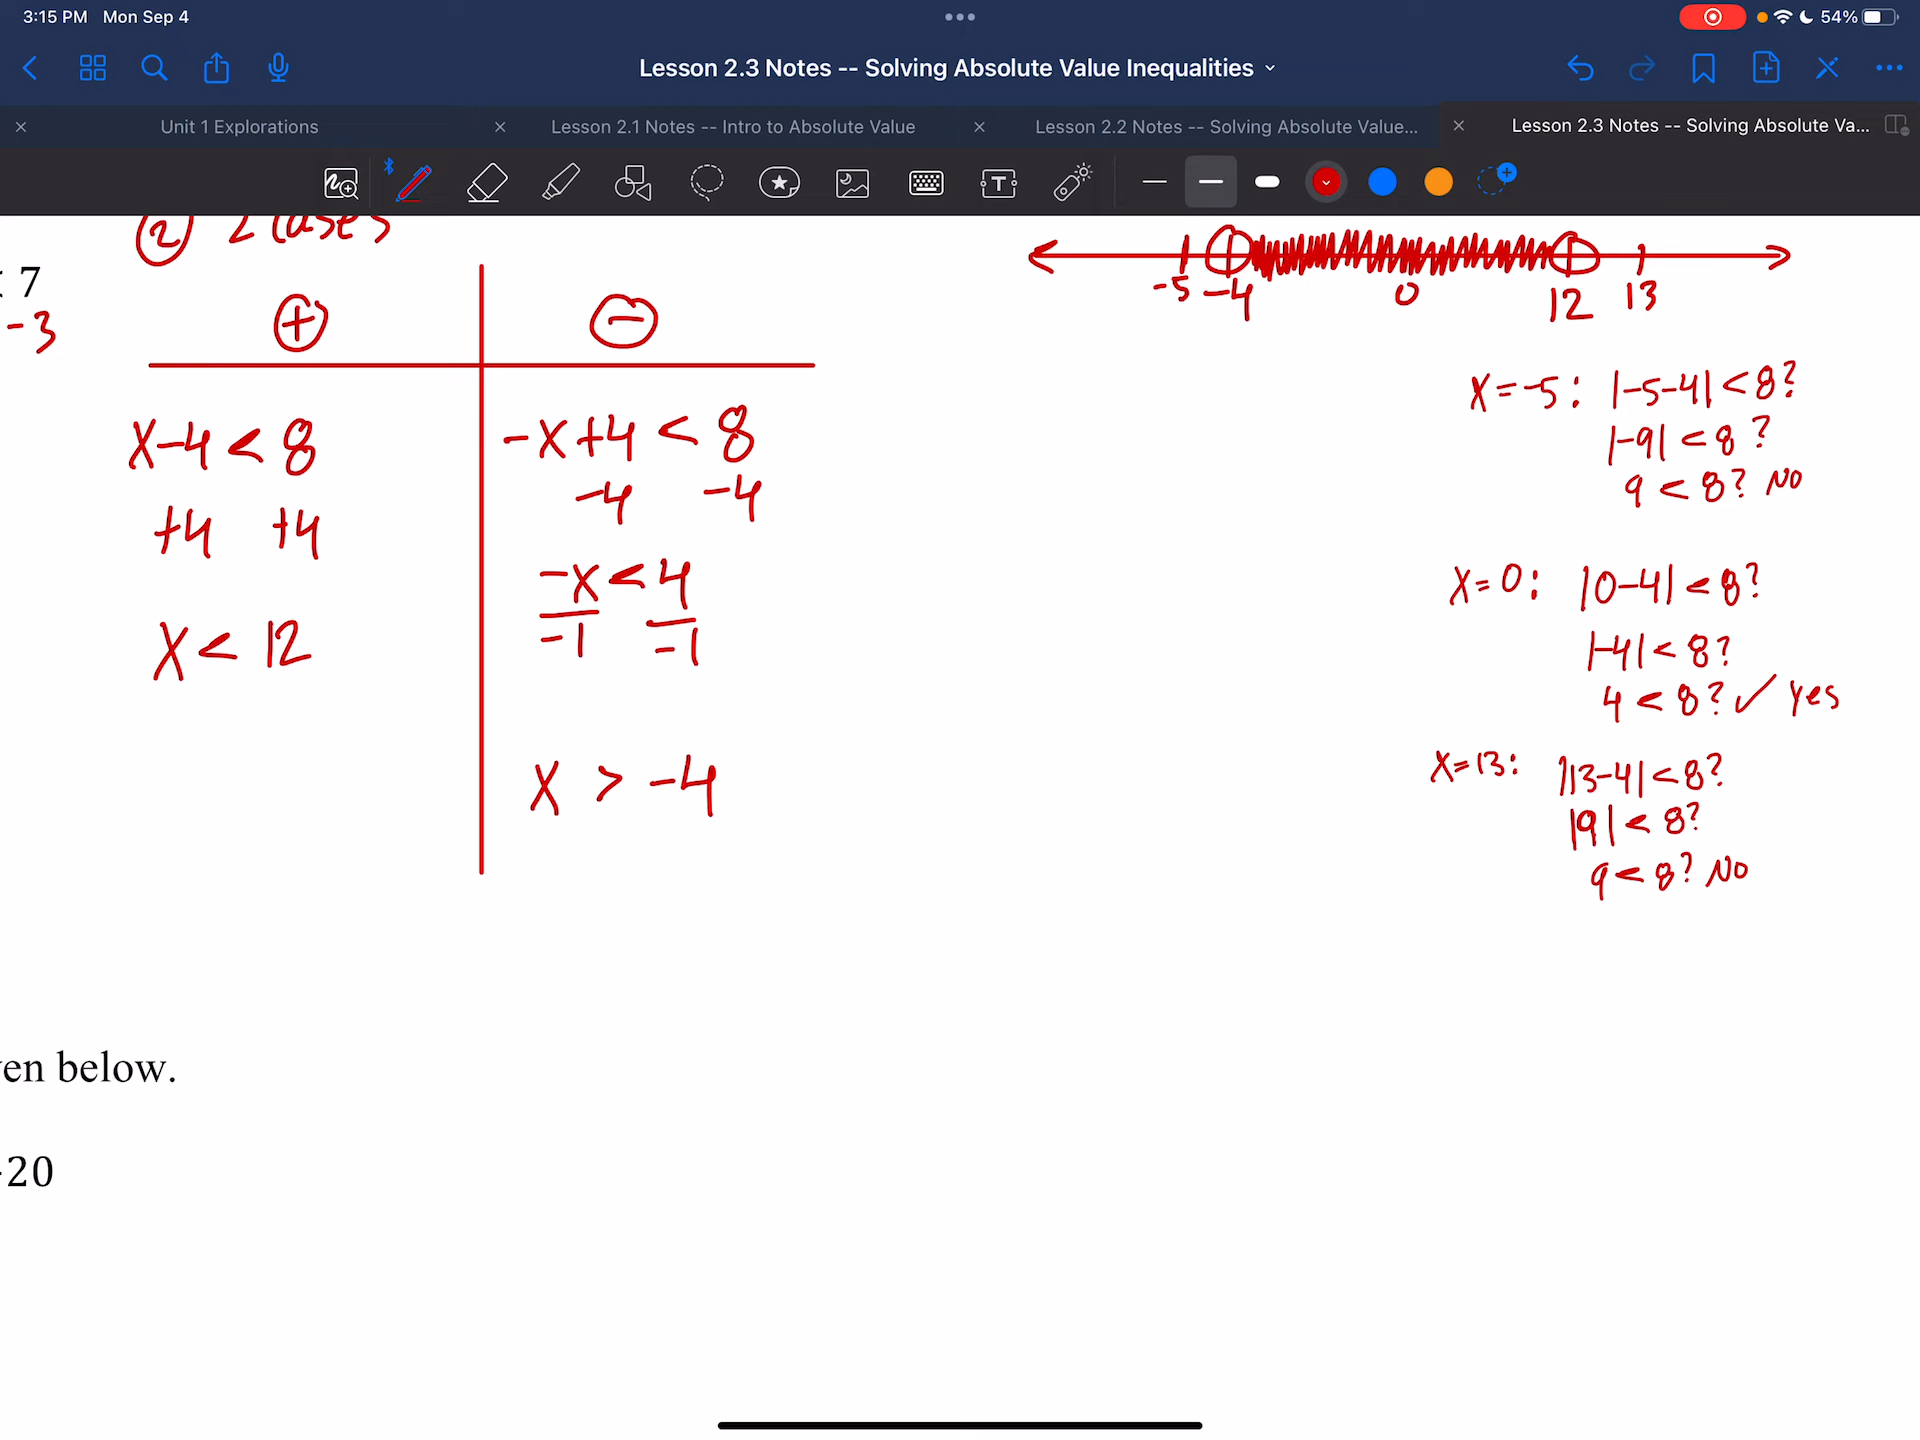 3:15 PM Mon Sep 4
54%
Lesson 2.3 Notes -- Solving Absolute Value Inequalities
Unit 1 Explorations
Lesson 2.1 Notes -- Intro to Absolute Value
Lesson 2.2 Notes -- Solving Absolute Value...
Lesson 2.3 Notes -- Solving Absolute Va...
② 2 cases
7
-3
+
−
x-4 < 8
+4 +4
x < 12
-x+4 < 8
-4 -4
-x < 4
-1 -1
x > -4
-5 -4 0 12 13
x=-5: |-5-4| < 8?
|-9| < 8?
9 < 8? NO
x=0: |0-4| < 8?
|-4| < 8?
4 < 8? ✓ Yes
x=13: |13-4| < 8?
|9| < 8?
9 < 8? NO
en below.
-20